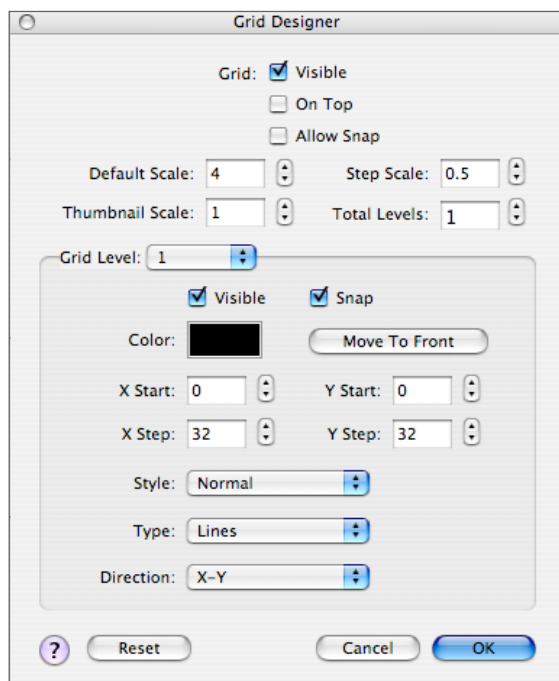 Grid Designer
Grid: Visible
On Top
Allow Snap
Default Scale: 4 Step Scale: 0.5
Thumbnail Scale: 1 Total Levels: 1
Grid Level: 1
Visible Snap
Color: Move To Front
X Start: 0 Y Start: 0
X Step: 32 Y Step: 32
Style: Normal
Type: Lines
Direction: X-Y
? Reset Cancel OK